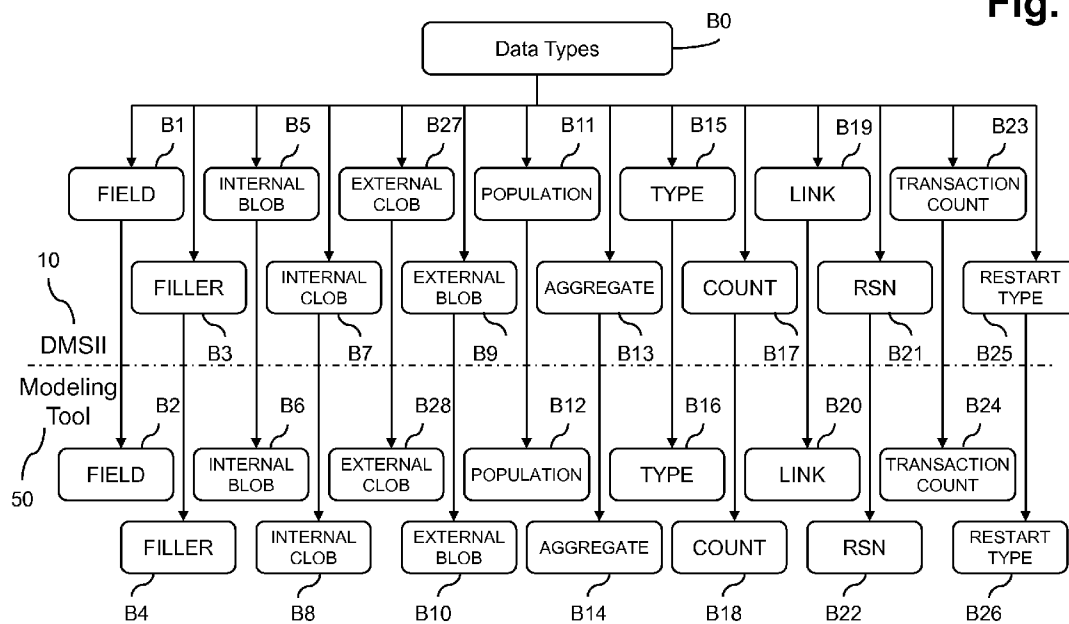 Fig.
B0
Data Types
B1
B5
B27
B11
B15
B19
B23
FIELD
INTERNAL
BLOB
EXTERNAL
CLOB
POPULATION
TYPE
LINK
TRANSACTION
COUNT
10
DMSII
FILLER
INTERNAL
CLOB
EXTERNAL
BLOB
AGGREGATE
COUNT
RSN
RESTART
TYPE
B3
B7
B9
B13
B17
B21
B25
Modeling
Tool
50
B2
B6
B28
B12
B16
B20
B24
FIELD
INTERNAL
BLOB
EXTERNAL
CLOB
POPULATION
TYPE
LINK
TRANSACTION
COUNT
FILLER
INTERNAL
CLOB
EXTERNAL
BLOB
AGGREGATE
COUNT
RSN
RESTART
TYPE
B4
B8
B10
B14
B18
B22
B26